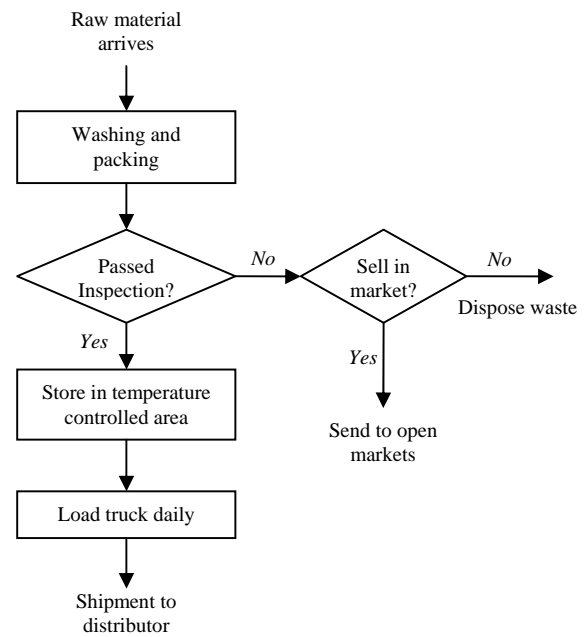 Raw material
arrives
Washing and
packing
Passed
Inspection?
No
Sell in
market?
No
Dispose waste
Yes
Yes
Store in temperature
controlled area
Send to open
markets
Load truck daily
Shipment to
distributor